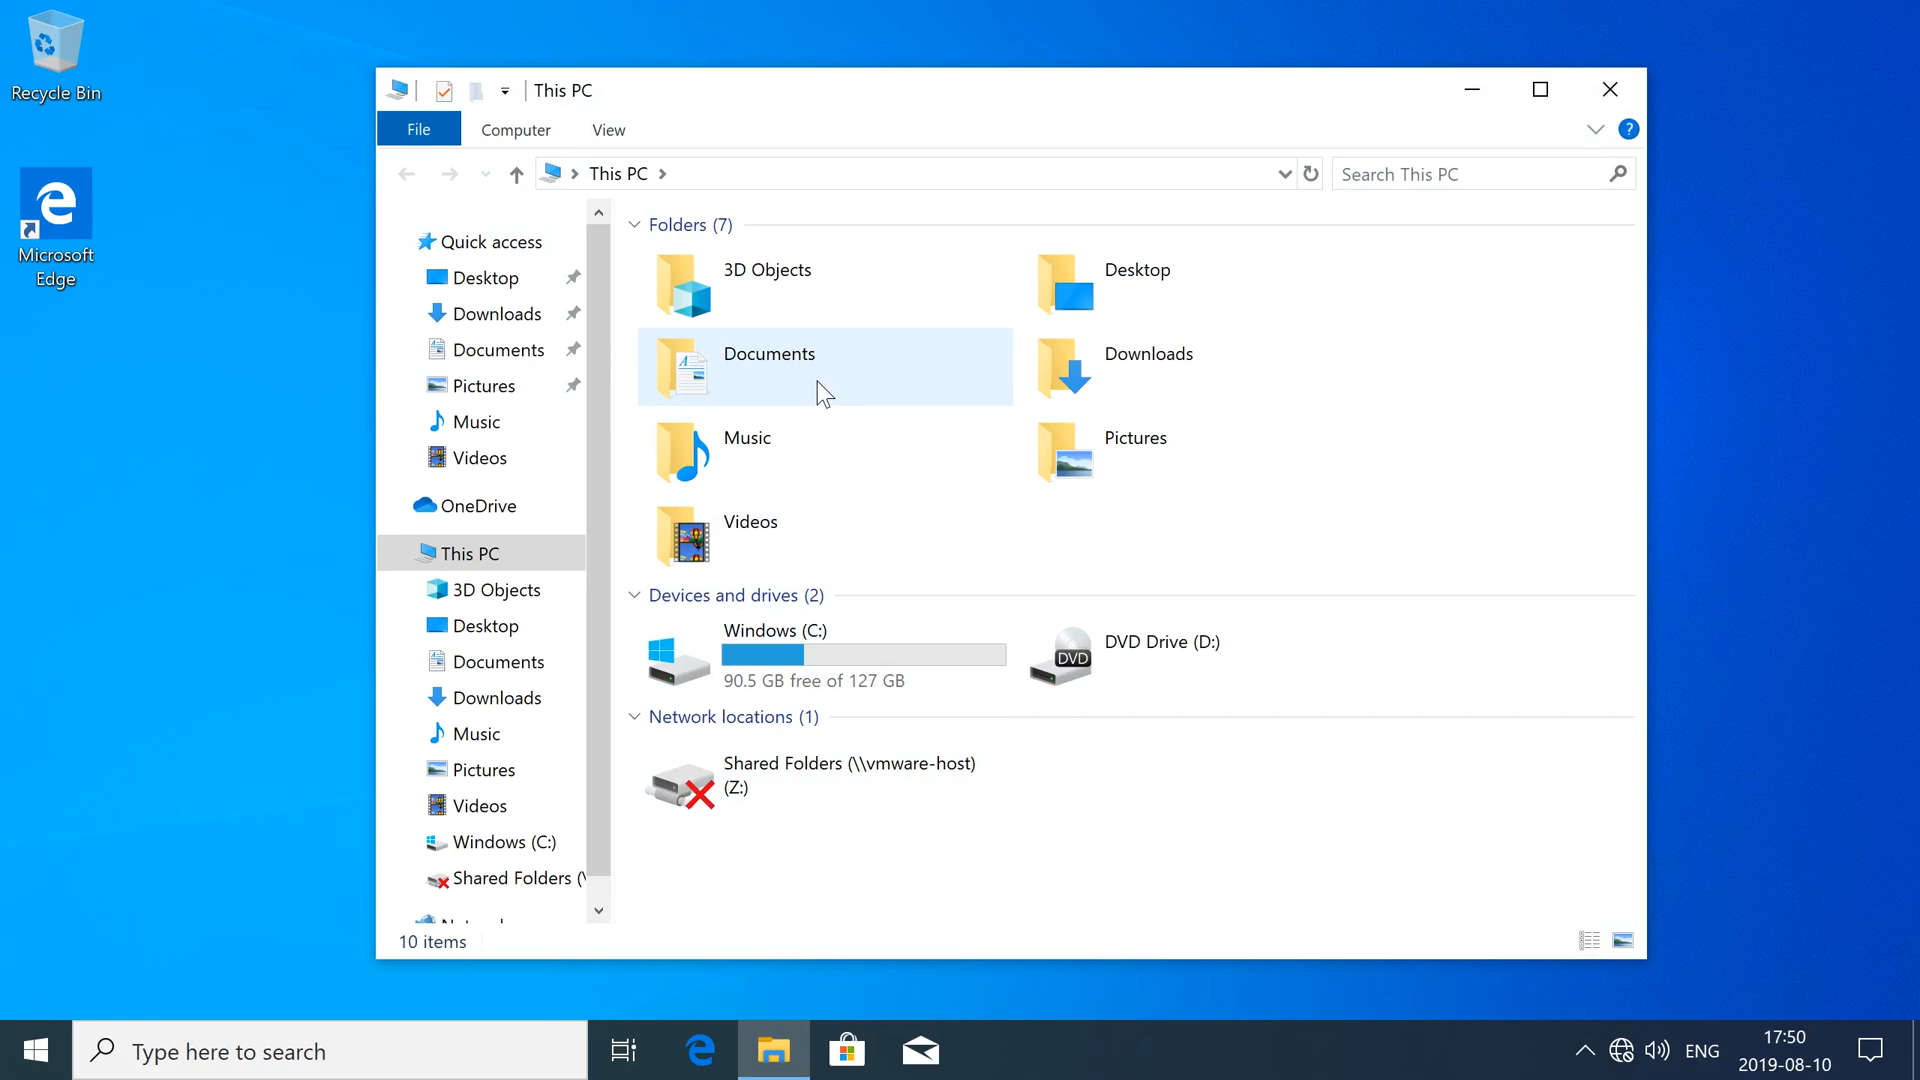 Recycle Bin
Microsoft
Edge
This PC
File
Computer
View
?
This PC
Search This PC
Quick access
Desktop
Downloads
Documents
Pictures
Music
Videos
OneDrive
This PC
3D Objects
Desktop
Documents
Downloads
Music
Pictures
Videos
Windows (C:)
Shared Folders (\
Folders (7)
3D Objects
Desktop
Documents
Downloads
Music
Pictures
Videos
Devices and drives (2)
Windows (C:)
90.5 GB free of 127 GB
DVD
DVD Drive (D:)
Network locations (1)
Shared Folders (\\vmware-host)
(Z:)
10 items
Type here to search
ENG
17:50
2019-08-10